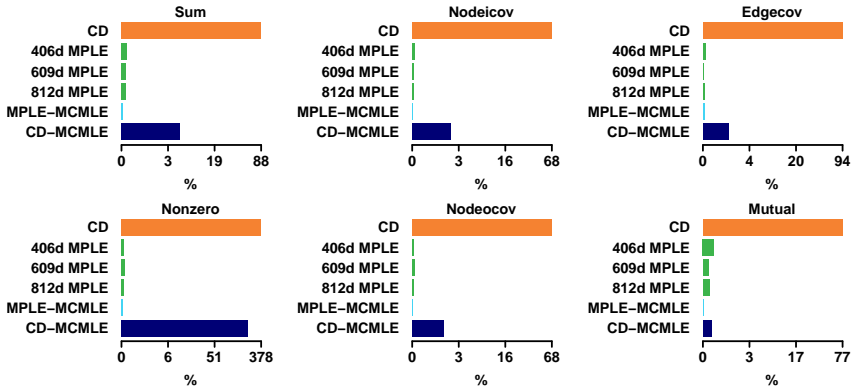 Sum
CD
406d MPLE
609d MPLE
812d MPLE
MPLE−MCMLE
CD−MCMLE
0 3 19 88
%
Nodeicov
CD
406d MPLE
609d MPLE
812d MPLE
MPLE−MCMLE
CD−MCMLE
0 3 16 68
%
Edgecov
CD
406d MPLE
609d MPLE
812d MPLE
MPLE−MCMLE
CD−MCMLE
0 4 20 94
%
Nonzero
CD
406d MPLE
609d MPLE
812d MPLE
MPLE−MCMLE
CD−MCMLE
0 6 51 378
%
Nodeocov
CD
406d MPLE
609d MPLE
812d MPLE
MPLE−MCMLE
CD−MCMLE
0 3 16 68
%
Mutual
CD
406d MPLE
609d MPLE
812d MPLE
MPLE−MCMLE
CD−MCMLE
0 3 17 77
%